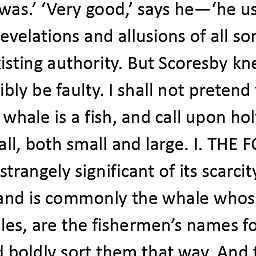 was.’ ‘Very good,’ says he—‘he us
evelations and allusions of all sor
isting authority. But Scoresby kne
ibly be faulty. I shall not pretend
whale is a fish, and call upon hol
all, both small and large. I. THE FO
strangely significant of its scarcity
and is commonly the whale whos
les, are the fishermen’s names fo
d boldly sort them that way. And f